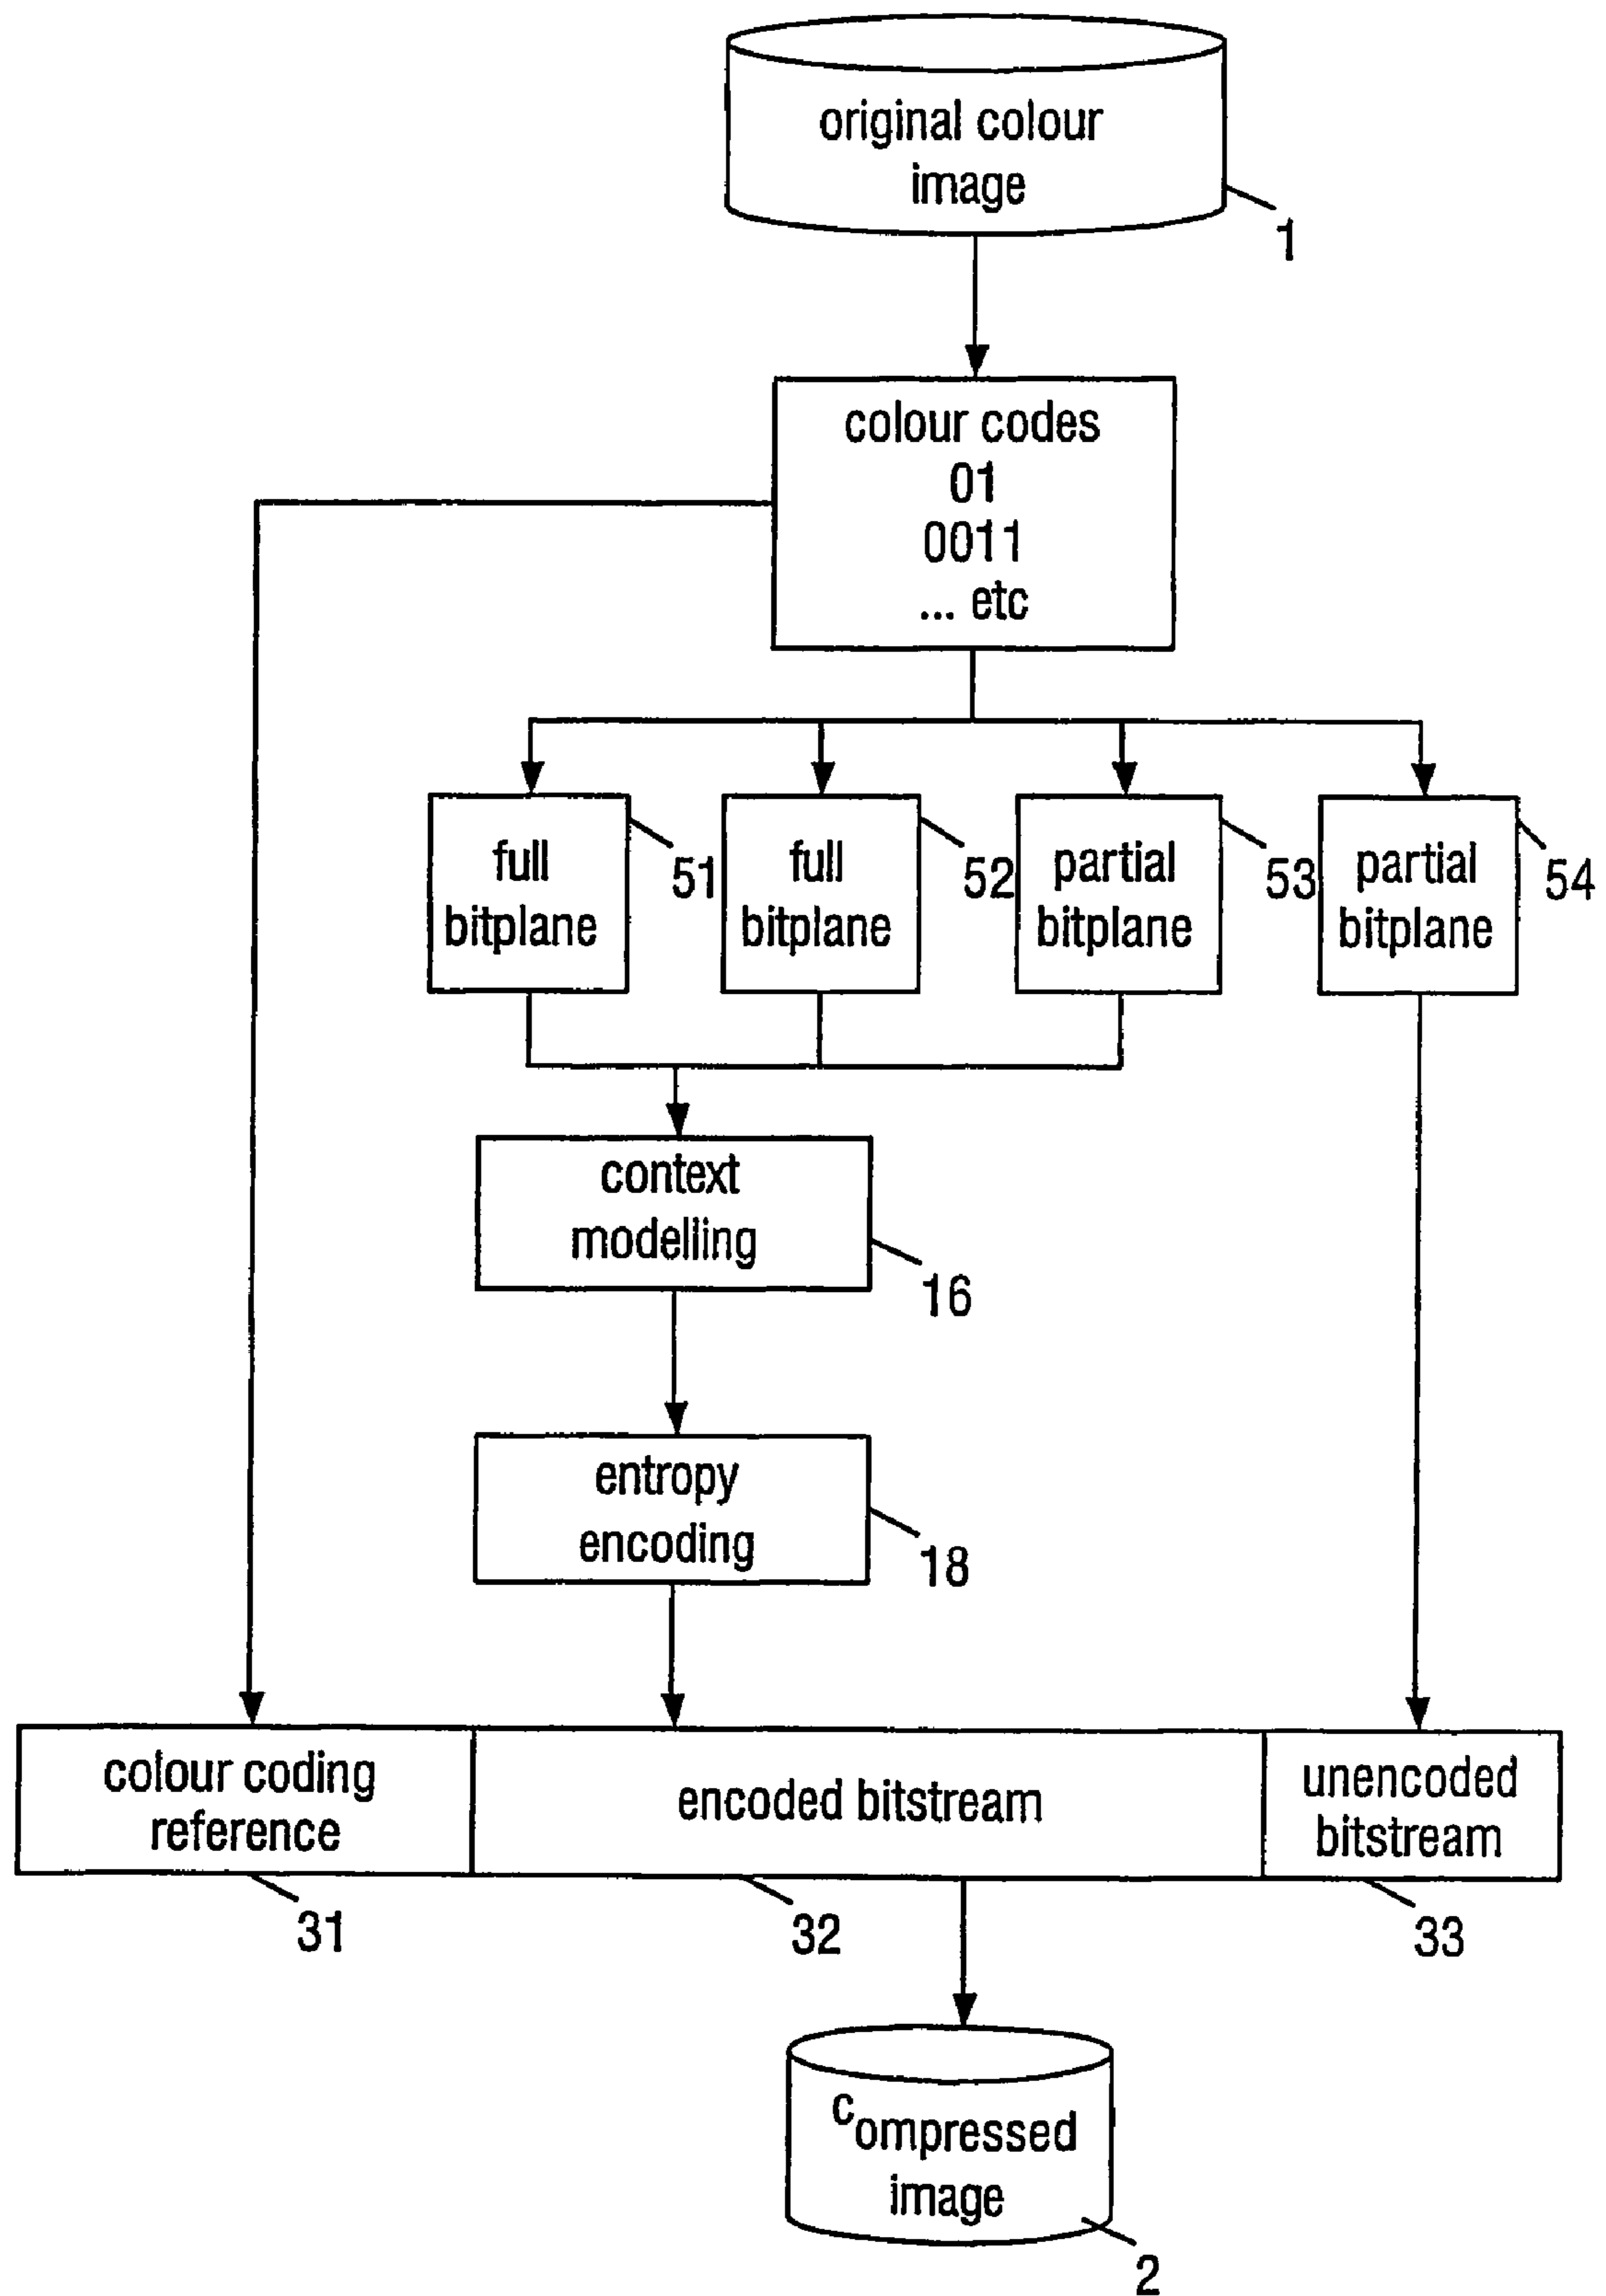 original colour
image
1
colour codes
01
0011
... etc
full
bitplane
51
full
bitplane
52
partial
bitplane
53
partial
bitplane
54
context
modelling
16
entropy
encoding
18
colour coding
reference
encoded bitstream
unencoded
bitstream
31
32
33
compressed
image
2